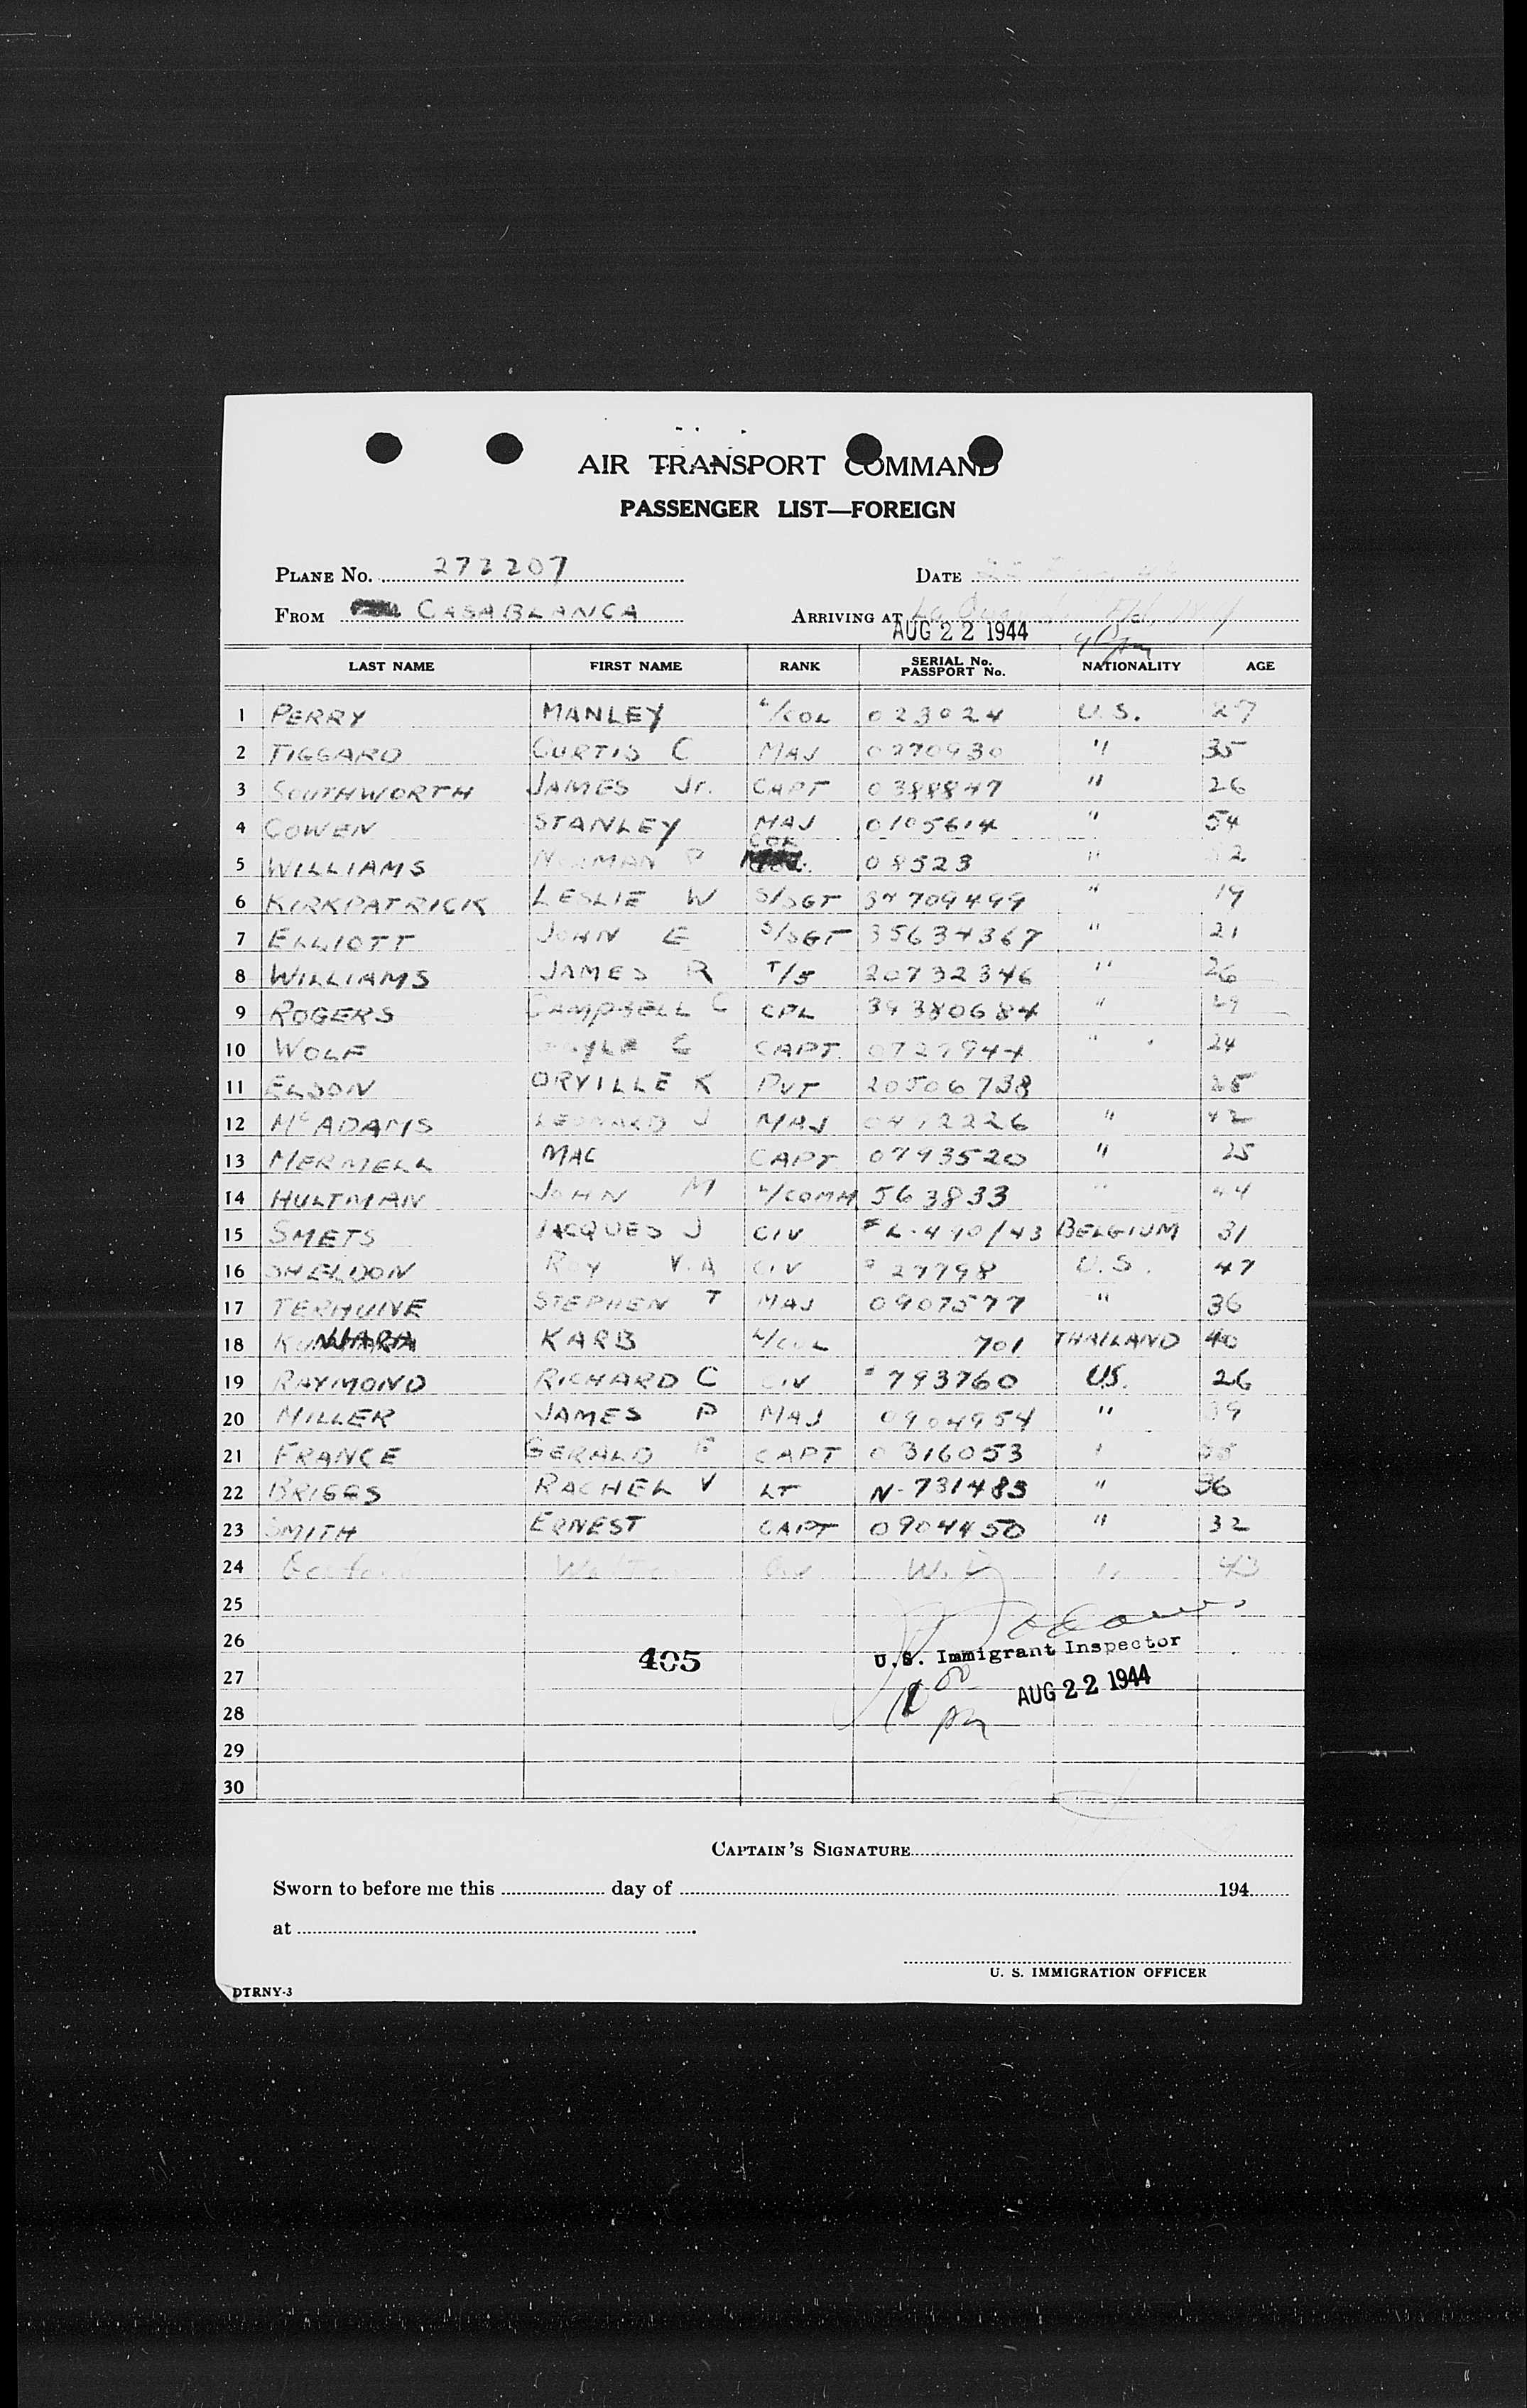 AIR TRANSPORT COMMAND
PASSENGER LIST—FOREIGN
PLANE No. 272207 DATE
FROM CASABLANCA ARRIVING AT
AUG 22 1944
LAST NAME FIRST NAME RANK SERIAL No. PASSPORT No. NATIONALITY AGE
1 PERRY MANLEY L/COL 023024 U.S. 27
2 CURTIS C MAJ 0270930 " 35
3 SOUTHWORTH JAMES Jr. CAPT 0388847 " 26
4 COWEN STANLEY MAJ 0105614 " 54
5 WILLIAMS NORMAN P COL 08523 "
6 KIRKPATRICK LESLIE W S/SGT 34709499 " 19
7 ELLIOTT JOHN E S/SGT 35634367 " 21
8 WILLIAMS JAMES R T/5 20732346 " 26
9 ROGERS CAMPBELL C CPL 39380684 "
10 WOLF CAPT 0727944 " 24
11 ELSON ORVILLE K PVT 20506738
12 McADAMS LEONARD J MAJ " 42
13 MERMELL MAC CAPT 0793520 " 25
14 HULTMAN JOHN M L/COMM 563833 " 44
15 SMETS JACQUES J CIV BELGIUM 31
16 SHELDON ROY V.A CIV 27798 U.S. 47
17 TERHUNE STEPHEN T MAJ 0907577 " 36
18 KARB L/COL 701 THAILAND 40
19 RAYMOND RICHARD C CIV 793760 U.S. 26
20 MILLER JAMES P MAJ 0904954 " 39
21 FRANCE GERALD CAPT 0316053
22 BRIGGS RACHEL V LT N-731483 " 36
23 SMITH ERNEST CAPT 0904450 " 32
24 43
25
26 U.S. Immigrant Inspector
405
27 AUG 22 1944
28
29
30
CAPTAIN'S SIGNATURE
Sworn to before me this day of 194
at
U. S. IMMIGRATION OFFICER
DTRNY-3